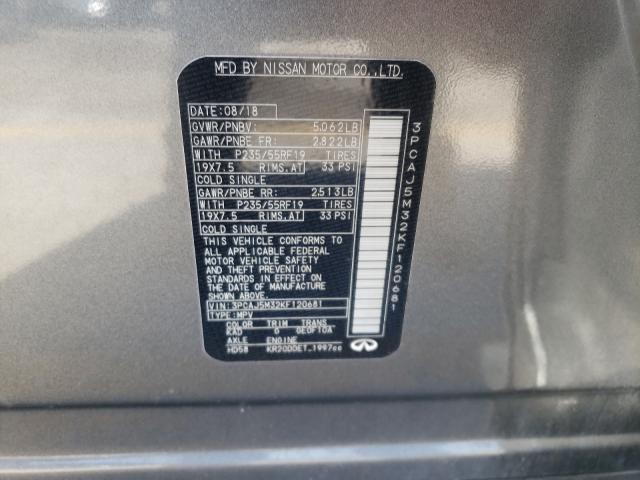 MFD BY NISSAN MOTOR CO.,LTD.
DATE: 08/18
GVWR/PNBV: 5,062LB
GAWR/PNBE FR: 2,822LB
WITH P235/55RF19 TIRES
19X7.5 RIMS,AT 33 PSI
COLD SINGLE
GAWR/PNBE RR: 2,513LB
WITH P235/55RF19 TIRES
19X7.5 RIMS,AT 33 PSI
COLD SINGLE
THIS VEHICLE CONFORMS TO
ALL APPLICABLE FEDERAL
MOTOR VEHICLE SAFETY
AND THEFT PREVENTION
STANDARDS IN EFFECT ON
THE DATE OF MANUFACTURE
SHOWN ABOVE.
VIN: 3PCAJ5M32KF120681
TYPE: MPV
COLOR TRIM TRANS
KAD G GE0F10A
AXLE ENGINE
HD58 KR20DDET 1997cc
3PCAJ5M32KF120681